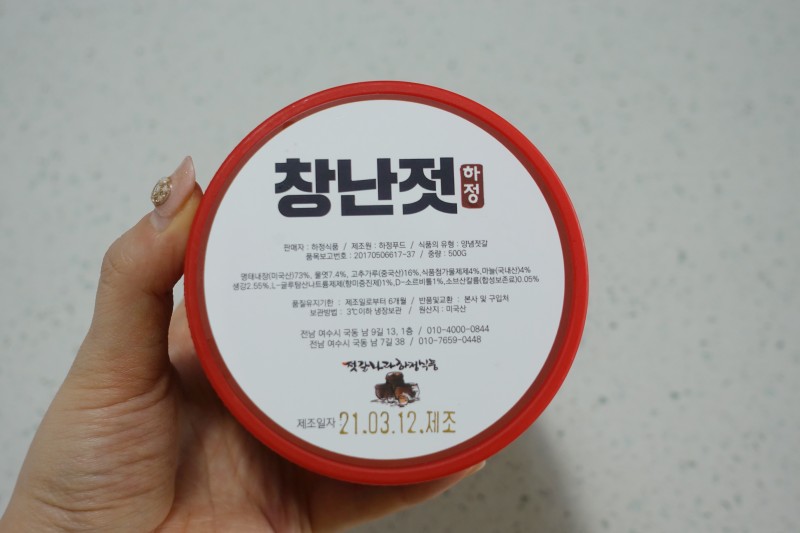 창난젓 하정
판매자 : 하정식품 / 제조원 : 하정푸드 / 식품의 유형 : 양념젓갈
품목보고번호 : 20170506617-37 / 중량 : 500G
명태내장(미국산)73%, 물엿7.4%, 고추가루(중국산)16%,식품첨가물제제4%,마늘(국내산)4%
생강2.55%,L-글루탐산나트륨제제(향미증진제)1%,D-소르비톨1%,소브산칼륨(합성보존료)0.05%
품질유지기한 : 제조일로부터 6개월 / 반품및교환 : 본사 및 구입처
보관방법 : 3℃이하 냉장보관 / 원산지 : 미국산
전남 여수시 국동 남 9길 13, 1층 / 010-4000-0844
전남 여수시 국동 남 7길 38 / 010-7659-0448
젓갈나라하정식품
제조일자 21.03.12.제조